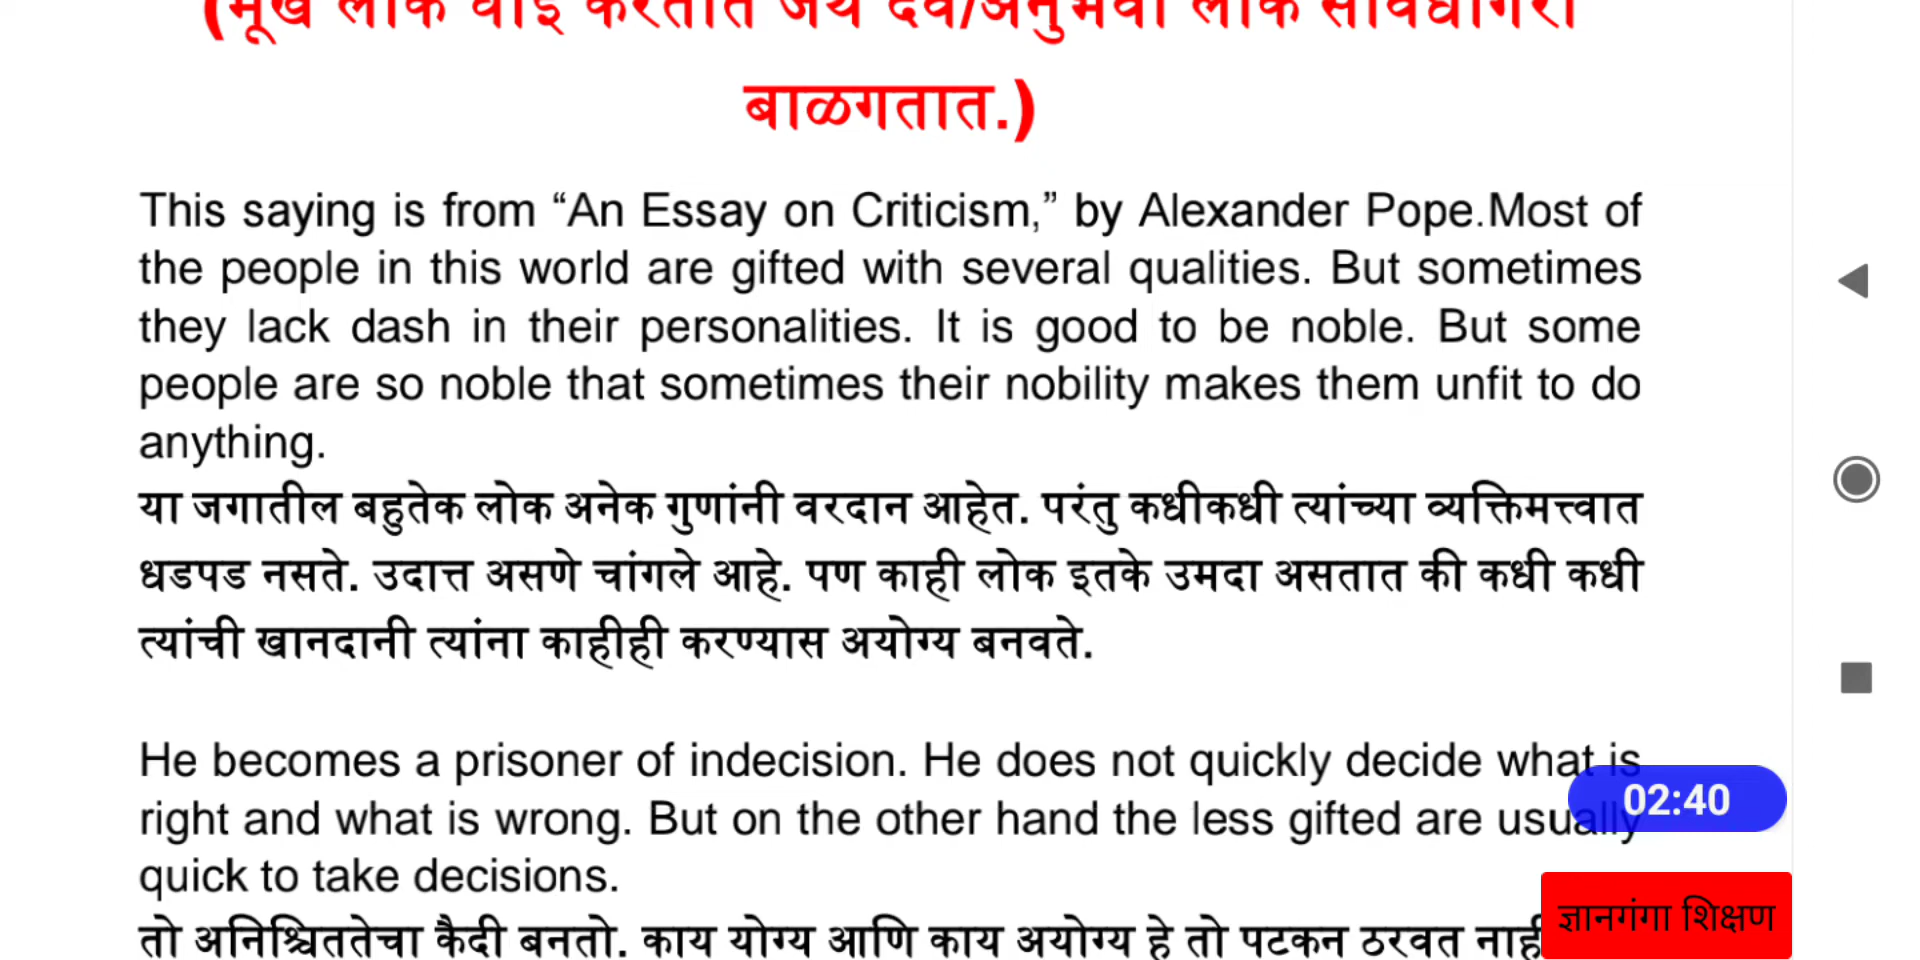 (मूर्ख लोक घाई करतात जेथे देव/अनुभवी लोक सावधगिरी
बाळगतात.)
This saying is from “An Essay on Criticism,” by Alexander Pope.Most of
the people in this world are gifted with several qualities. But sometimes
they lack dash in their personalities. It is good to be noble. But some
people are so noble that sometimes their nobility makes them unfit to do
anything.
या जगातील बहुतेक लोक अनेक गुणांनी वरदान आहेत. परंतु कधीकधी त्यांच्या व्यक्तिमत्त्वात
धडपड नसते. उदात्त असणे चांगले आहे. पण काही लोक इतके उमदा असतात की कधी कधी
त्यांची खानदानी त्यांना काहीही करण्यास अयोग्य बनवते.
He becomes a prisoner of indecision. He does not quickly decide what is
02:40
right and what is wrong. But on the other hand the less gifted are usually
quick to take decisions.
तो अनिश्चिततेचा कैदी बनतो. काय योग्य आणि काय अयोग्य हे तो पटकन ठरवत नाही
ज्ञानगंगा शिक्षण